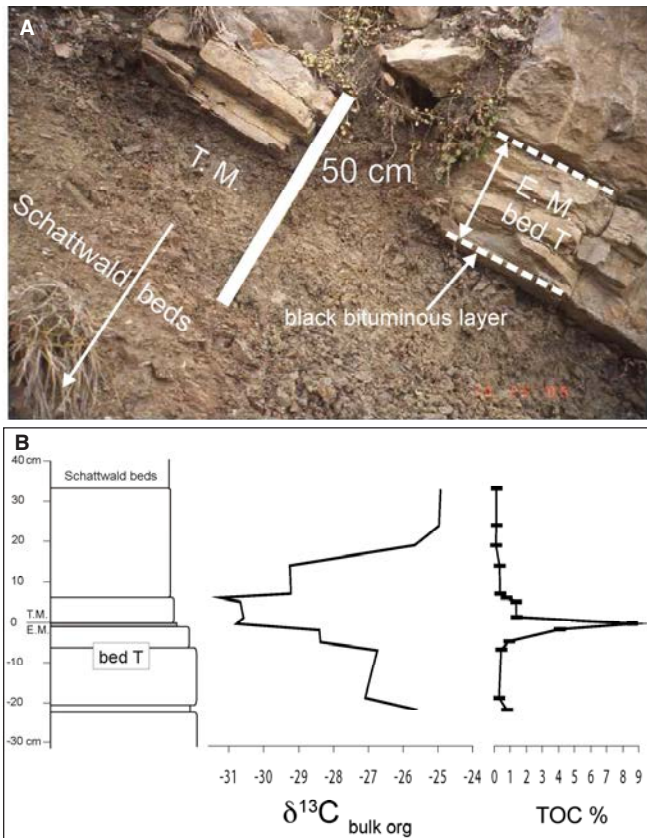 A
T. M.
50 cm
E. M.
bed T
Schattwald beds
black bituminous layer
B
40 cm
Schattwald beds
30
20
10
T.M.
0
E.M.
bed T
-10
-20
-30 cm
-31 -30 -29 -28 -27 -26 -25 -24
0 1 2 3 4 5 6 7 8 9
δ¹³C bulk org
TOC %